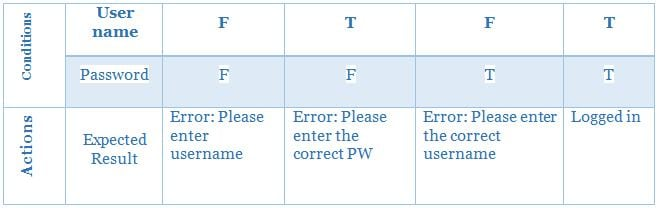 Conditions
User name
F
T
F
T
Password
F
F
T
T
Actions
Expected
Result
Error: Please
enter
username
Error: Please
enter the
correct PW
Error: Please enter
the correct
username
Logged in